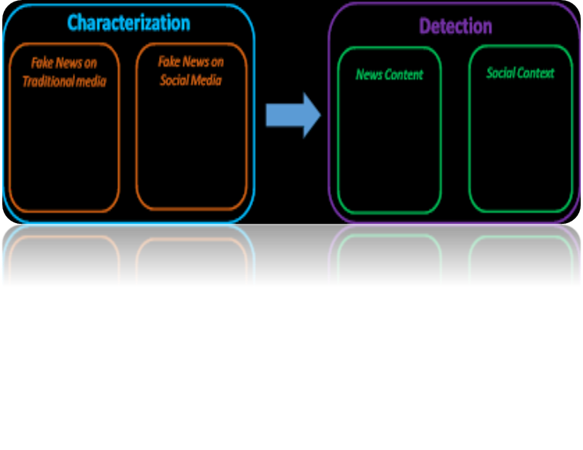 Characterization
Fake News on
Traditional media
Fake News on
Social Media
Detection
News Content
Social Context